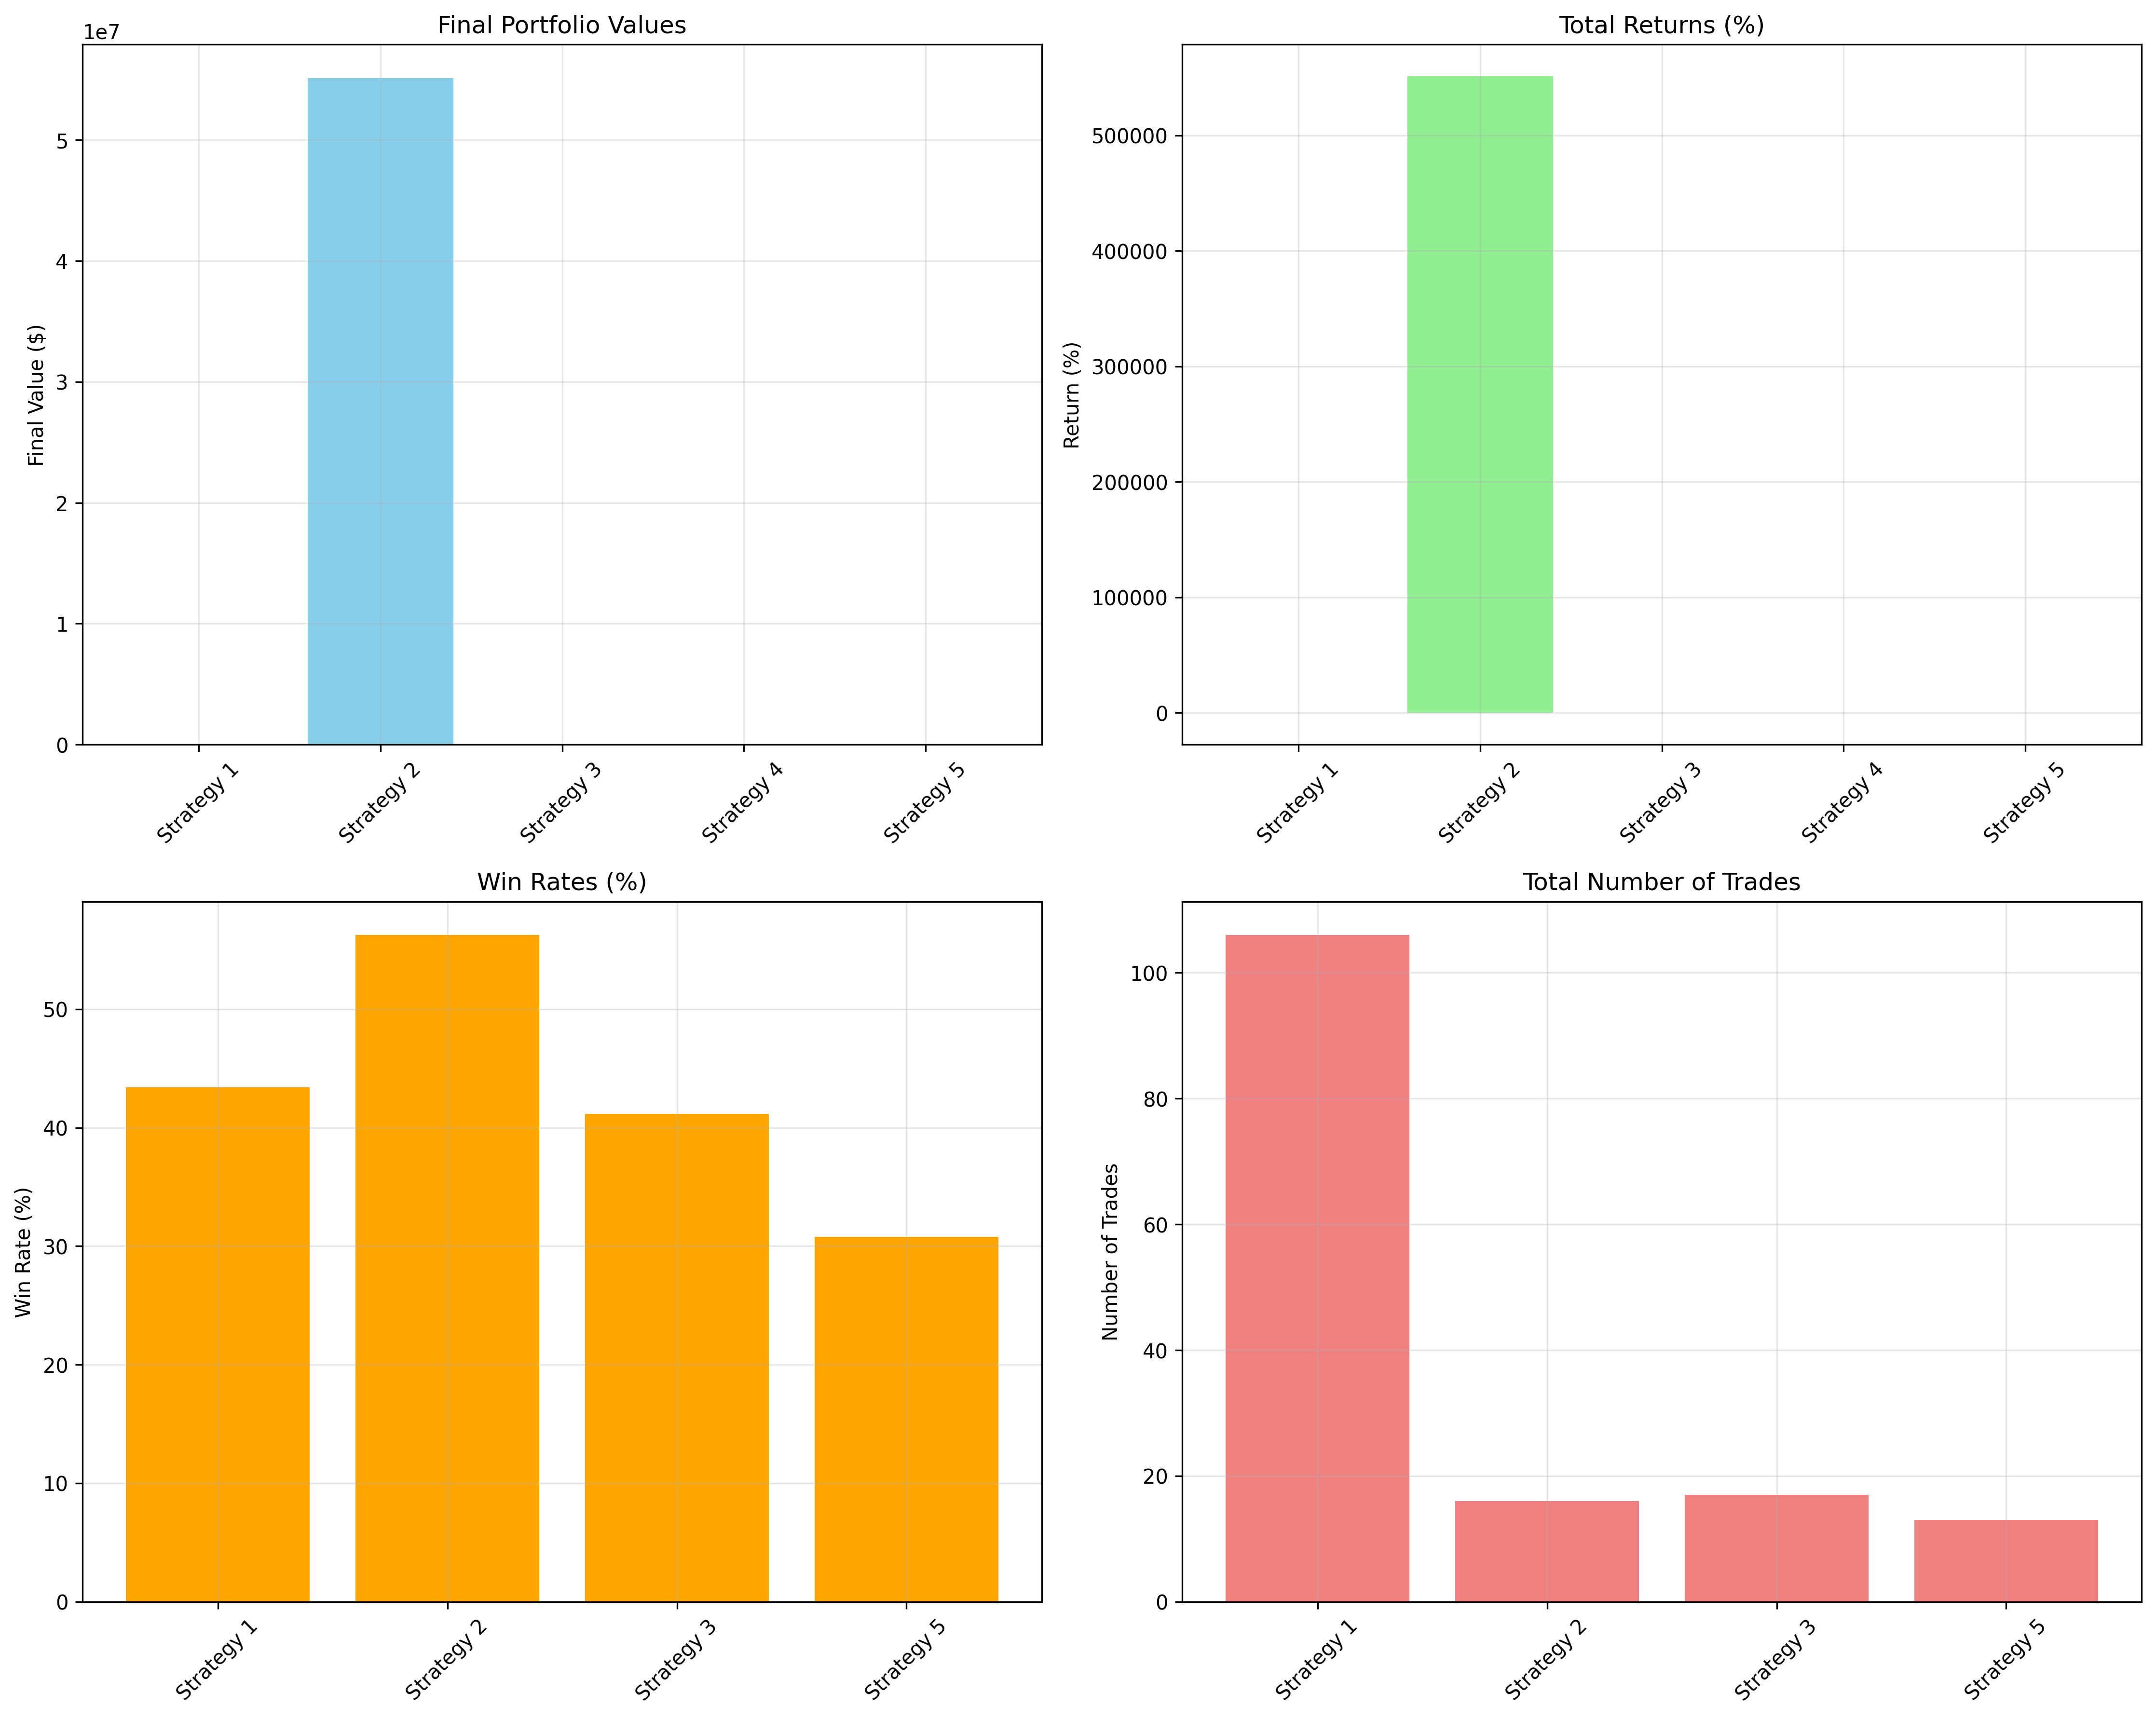 Final Portfolio Values
1e7
Final Value ($)
5
4
3
2
1
0
Strategy 1
Strategy 2
Strategy 3
Strategy 4
Strategy 5
Total Returns (%)
Return (%)
500000
400000
300000
200000
100000
0
Strategy 1
Strategy 2
Strategy 3
Strategy 4
Strategy 5
Win Rates (%)
Win Rate (%)
50
40
30
20
10
0
Strategy 1
Strategy 2
Strategy 3
Strategy 5
Total Number of Trades
Number of Trades
100
80
60
40
20
0
Strategy 1
Strategy 2
Strategy 3
Strategy 5